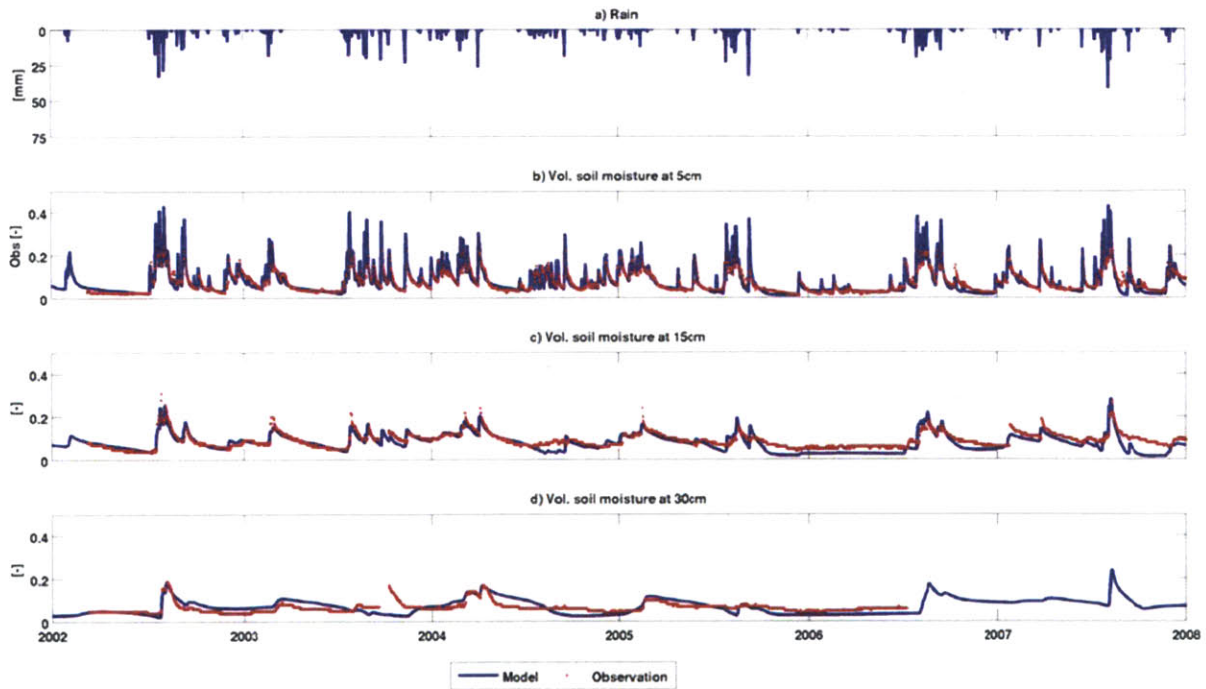 a) Rain
0
25
50
75
[mm]
b) Vol. soil moisture at 5cm
0.4
0.2
0
Obs [-]
c) Vol. soil moisture at 15cm
0.4
0.2
0
[-]
d) Vol. soil moisture at 30cm
0.4
0.2
0
[-]
2002 2003 2004 2005 2006 2007 2008
Model Observation